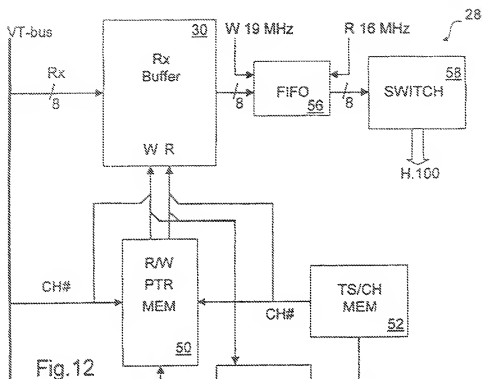 VT-bus
30
W 19 MHz
R 16 MHz
28
Rx
8
Rx
Buffer
8
FIFO
56
8
58
SWITCH
H.100
W R
R/W
PTR
MEM
50
CH#
CH#
TS/CH
MEM
52
Fig.12